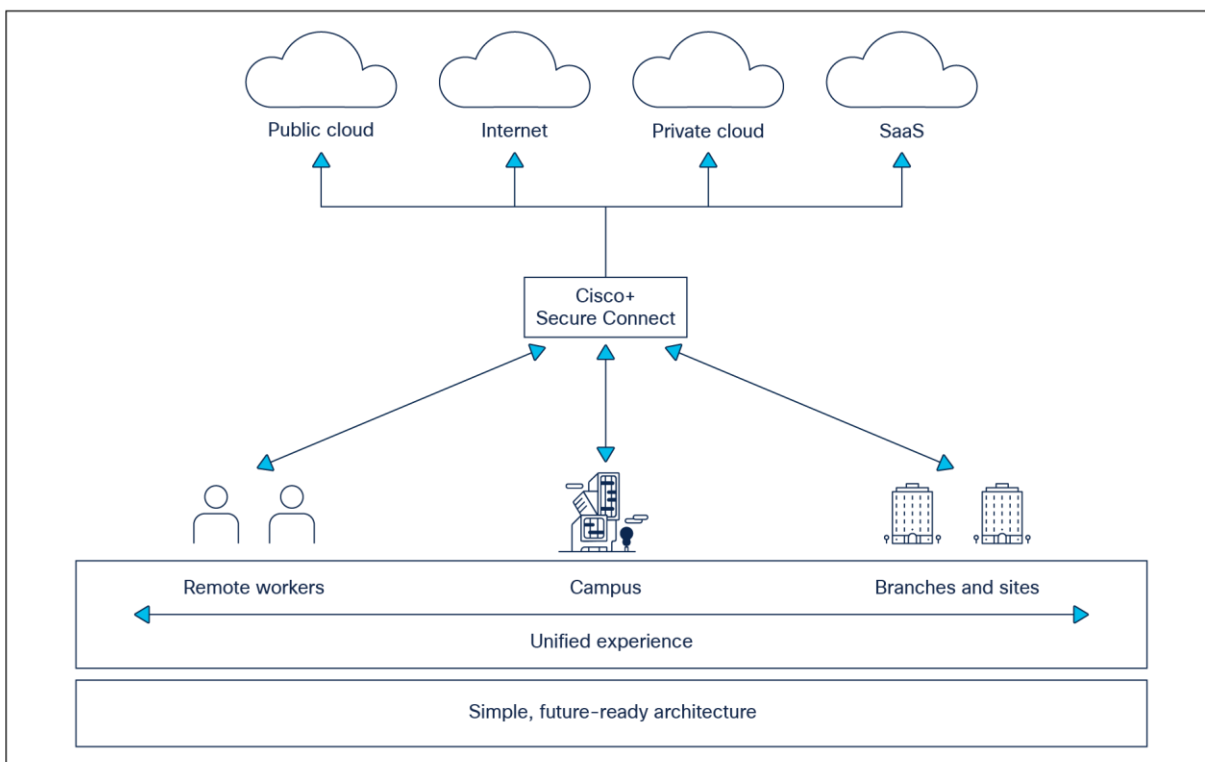 Public cloud
Internet
Private cloud
SaaS
Cisco+
Secure Connect
Remote workers
Campus
Branches and sites
Unified experience
Simple, future-ready architecture